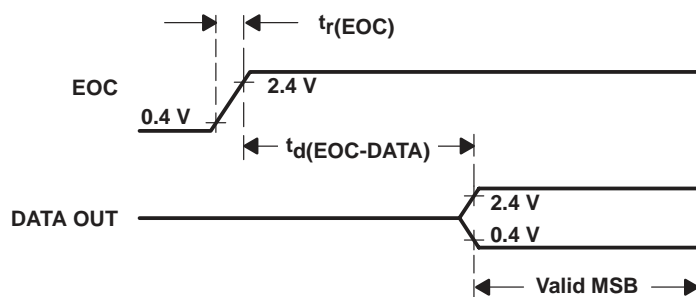 tr(EOC)
EOC
2.4 V
0.4 V
td(EOC-DATA)
DATA OUT
2.4 V
0.4 V
Valid MSB